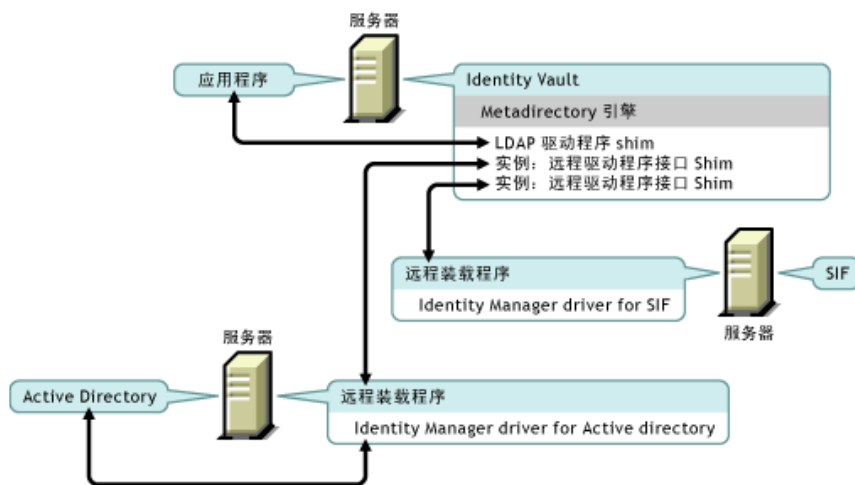 服务器
应用程序
Identity Vault
Metadirectory 引擎
LDAP 驱动程序 shim
实例：远程驱动程序接口 Shim
实例：远程驱动程序接口 Shim
远程装载程序
Identity Manager driver for SIF
SIF
服务器
服务器
Active Directory
远程装载程序
Identity Manager driver for Active directory